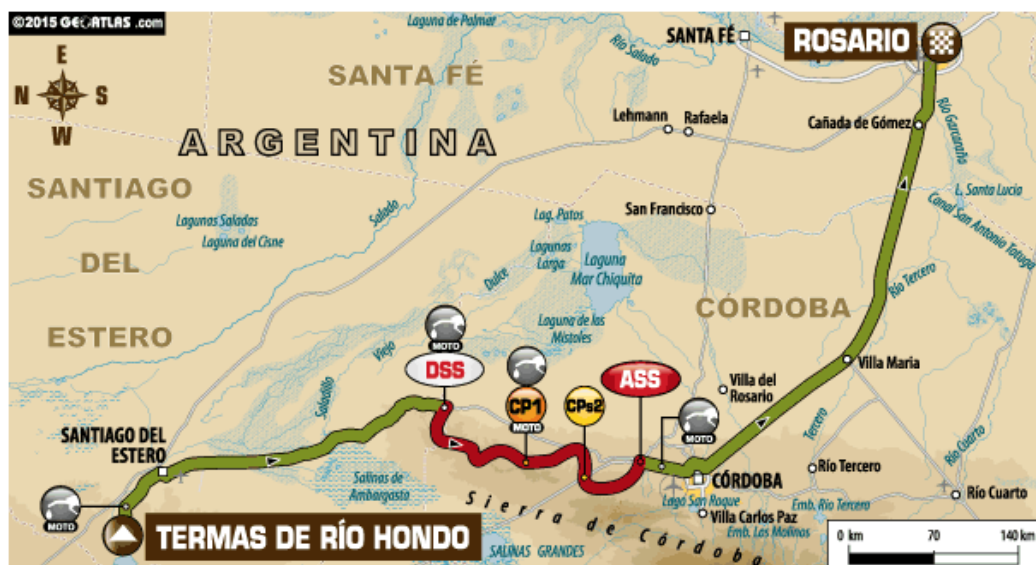 ©2015 GEOATLAS .com
Laguna de Palmar
SANTA FÉ
Río Salado
ROSARIO
E
N
S
W
SANTA FÉ
Lehmann
Rafaela
Cañada de Gómez
Río Carcaraña
ARGENTINA
SANTIAGO
DEL
ESTERO
Lagunas Saladas
Laguna del Cisne
Salado
San Francisco
L. Santa Lucia
Canal San Antonio Tatuga
Lag. Patos
Lagunas
Larga
Laguna
Mar Chiquita
Dulce
CÓRDOBA
Río Tercero
Laguna de los
Mistoles
Viejo
MOTO
DSS
MOTO
CP1
MOTO
CPs2
ASS
Villa Maria
Villa del
Rosario
MOTO
Saladillo
SANTIAGO DEL
ESTERO
Tercero
Río Cuarto
Salinas de
Ambargasta
CÓRDOBA
Río Tercero
Río Cuarto
MOTO
TERMAS DE RÍO HONDO
Sierra de Córdoba
Lago San Roque
Emb. Rio Tercero
Villa Carlos Paz
Emb. Los Molinos
SALINAS GRANDES
0 km
70
140 km